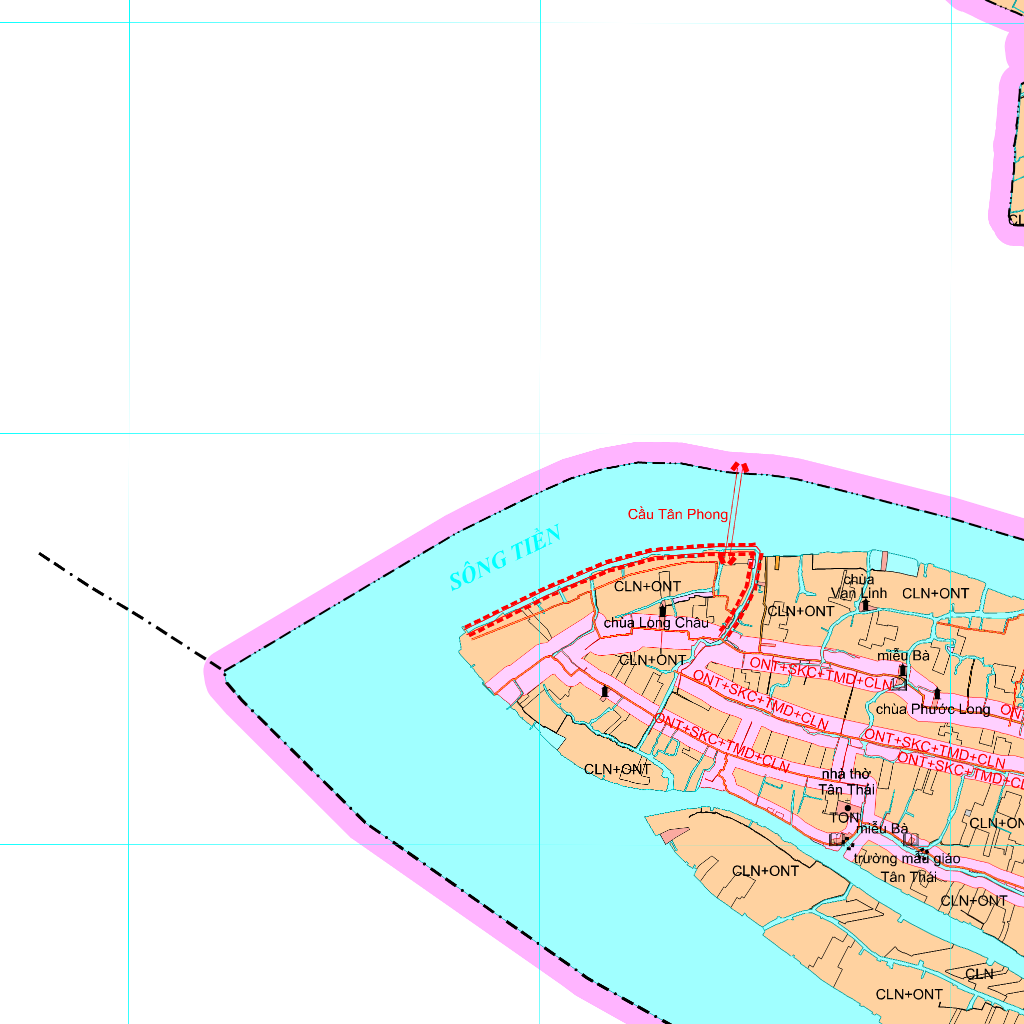 CL
Cầu Tân Phong
SÔNG TIỀN
chùa
Vạn Linh
CLN+ONT
CLN+ONT
CLN+ONT
chùa Long Châu
CLN+ONT
miễu Bà
ONT+SKC+TMD+CLN
ONT+SKC+TMD+CLN
chùa Phước Long
ONT
ONT+SKC+TMD+CLN
ONT+SKC+TMD+CLN
ONT+SKC+TMD+CL
CLN+ONT
nhà thờ
Tân Thái
TON
miễu Bà
CLN+ON
trường mẫu giáo
Tân Thái
CLN+ONT
CLN+ONT
CLN
CLN+ONT